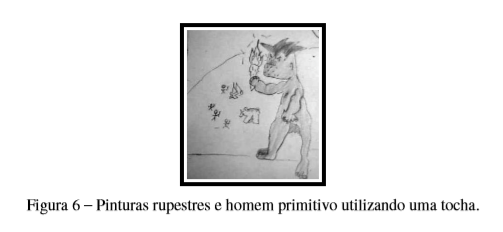 Figura 6 – Pinturas rupestres e homem primitivo utilizando uma tocha.